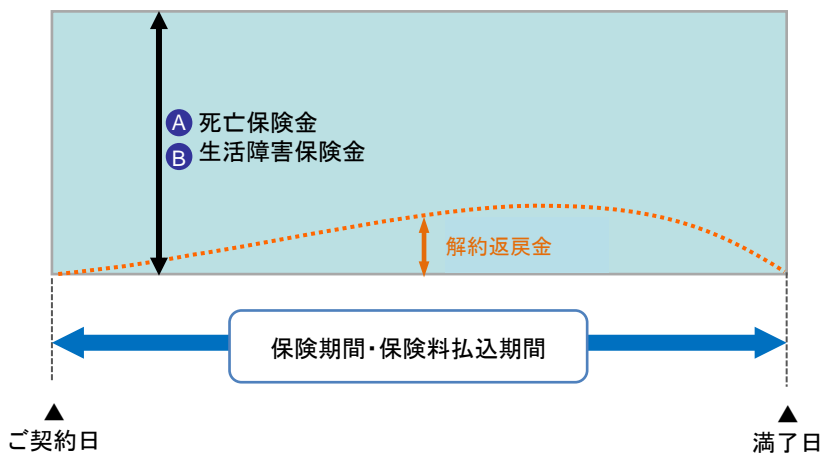 A 死亡保険金
B 生活障害保険金
解約返戻金
保険期間・保険料払込期間
▲ ▲
ご契約日 満了日